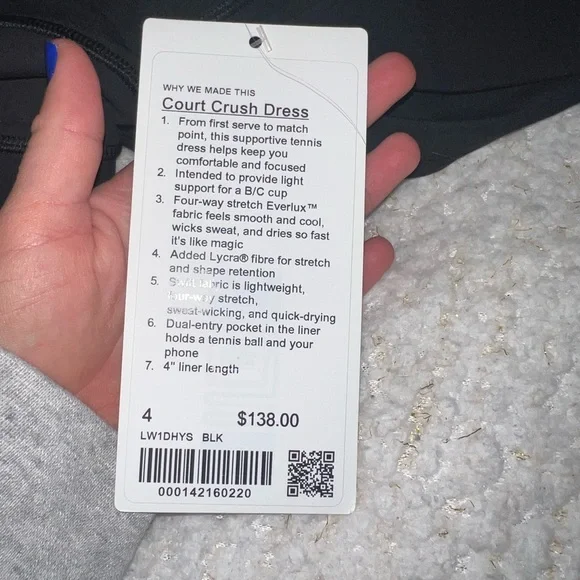 WHY WE MADE THIS
Court Crush Dress
1. From first serve to match
point, this supportive tennis
dress helps keep you
comfortable and focused
2. Intended to provide light
support for a B/C cup
3. Four-way stretch Everlux™
fabric feels smooth and cool,
wicks sweat, and dries so fast
it's like magic
4. Added Lycra® fibre for stretch
and shape retention
5. fabric is lightweight,
four-way stretch,
sweat-wicking, and quick-drying
6. Dual-entry pocket in the liner
holds a tennis ball and your
phone
7. 4" liner length
4 $138.00
LW1DHYS BLK
000142160220